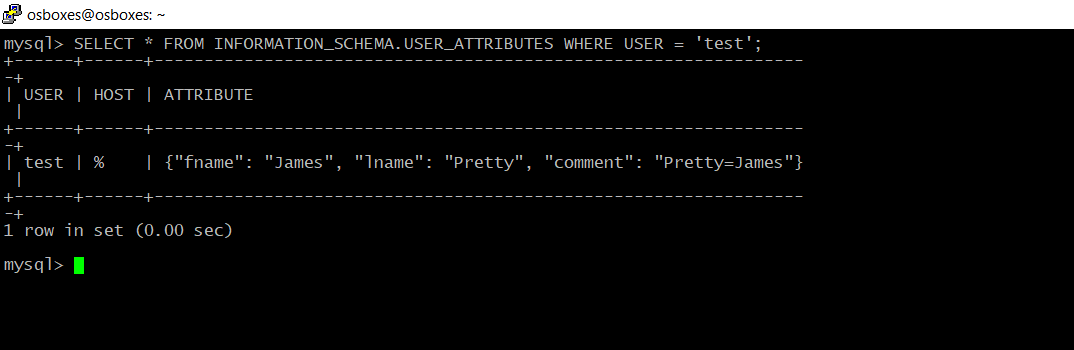 osboxes@osboxes: ~
mysql> SELECT * FROM INFORMATION_SCHEMA.USER_ATTRIBUTES WHERE USER = 'test';
+------+------+----------------------------------------------------------------
-+
| USER | HOST | ATTRIBUTE
 |
+------+------+----------------------------------------------------------------
-+
| test | %    | {"fname": "James", "lname": "Pretty", "comment": "Pretty=James"}
 |
+------+------+----------------------------------------------------------------
-+
1 row in set (0.00 sec)
mysql>